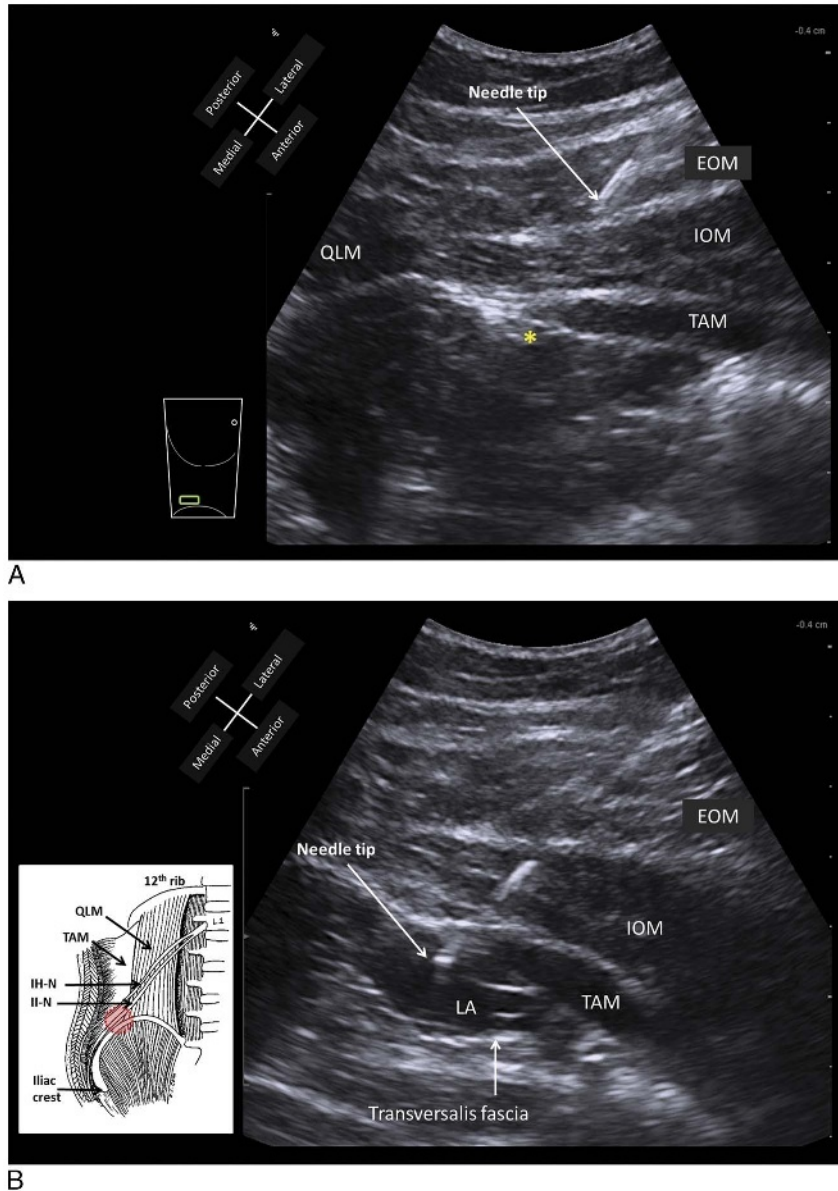 -0.4 cm
Posterior
Lateral
Medial
Anterior
Needle tip
EOM
IOM
QLM
TAM
*
A
-0.4 cm
Posterior
Lateral
Medial
Anterior
EOM
Needle tip
12th rib
QLM
L1
TAM
IOM
IH-N
II-N
LA
TAM
Iliac
crest
Transversalis fascia
B